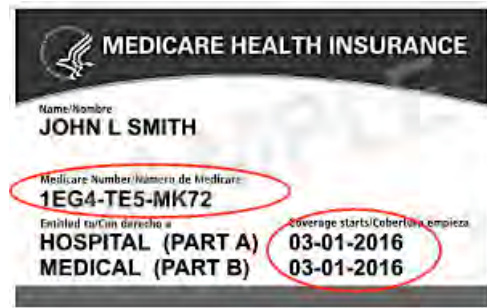 MEDICARE HEALTH INSURANCE
Name/Nombre
JOHN L SMITH
Medicare Number/Número de Medicare
1EG4-TE5-MK72
Entitled to/Con derecho a Coverage starts/Cobertura empieza
HOSPITAL (PART A) 03-01-2016
MEDICAL (PART B) 03-01-2016